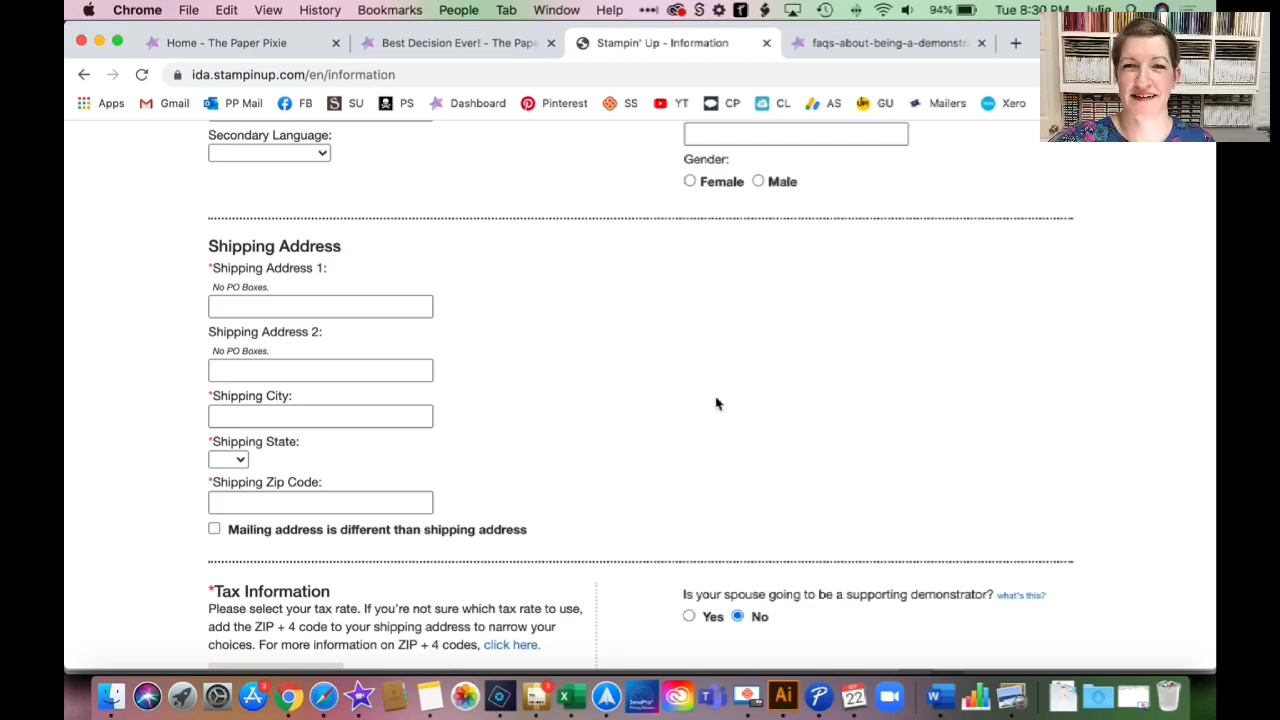 Chrome File Edit View History Bookmarks People Tab Window Help 94% Tue 8:30 PM Julie
Home - The Paper Pixie
Best Decision Ever! - The Pape
Stampin' Up - Information
faqs-about-being-a-demonstra
ida.stampinup.com/en/information
Apps Gmail PP Mail FB SU PS Dashboard Pinterest SS YT CP CL AS GU Mailers Xero
Secondary Language:
Gender:
Female Male
Shipping Address
*Shipping Address 1:
No PO Boxes.
Shipping Address 2:
No PO Boxes.
*Shipping City:
*Shipping State:
*Shipping Zip Code:
Mailing address is different than shipping address
*Tax Information
Please select your tax rate. If you're not sure which tax rate to use,
add the ZIP + 4 code to your shipping address to narrow your
choices. For more information on ZIP + 4 codes, click here.
Is your spouse going to be a supporting demonstrator? what's this?
Yes No